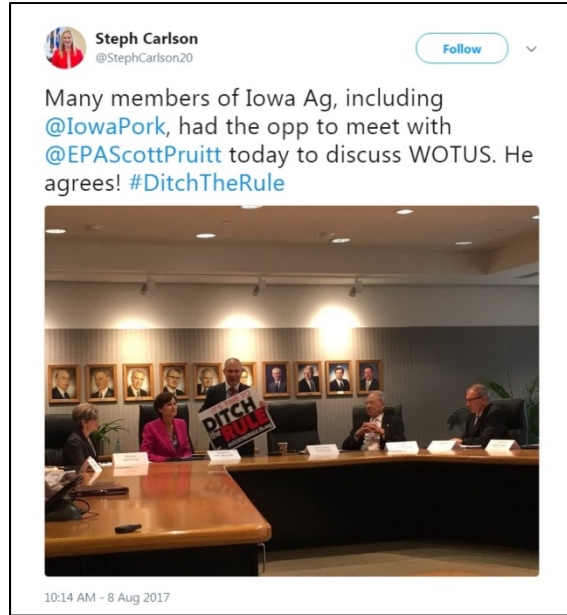 Steph Carlson
@StephCarlson20
Follow
Many members of Iowa Ag, including
@IowaPork, had the opp to meet with
@EPAScottPruitt today to discuss WOTUS. He
agrees! #DitchTheRule
DITCH
the
RULE
10:14 AM - 8 Aug 2017